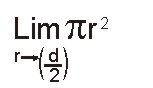 Lim πr²
r→(d/2)